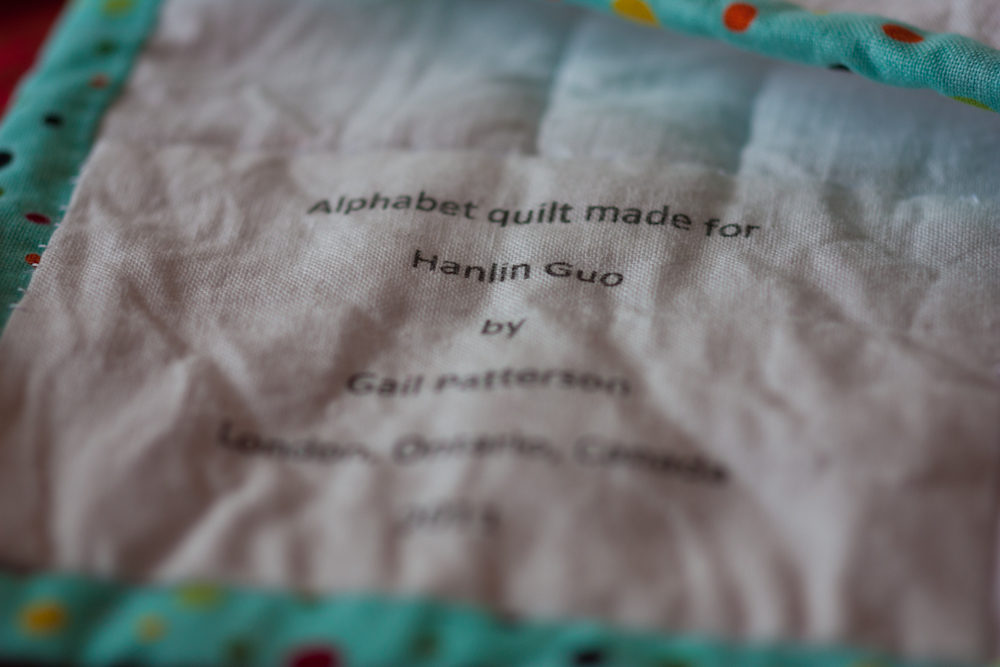 Alphabet quilt made for
Hanlin Guo
by
Gail Patterson
London, Ontario, Canada